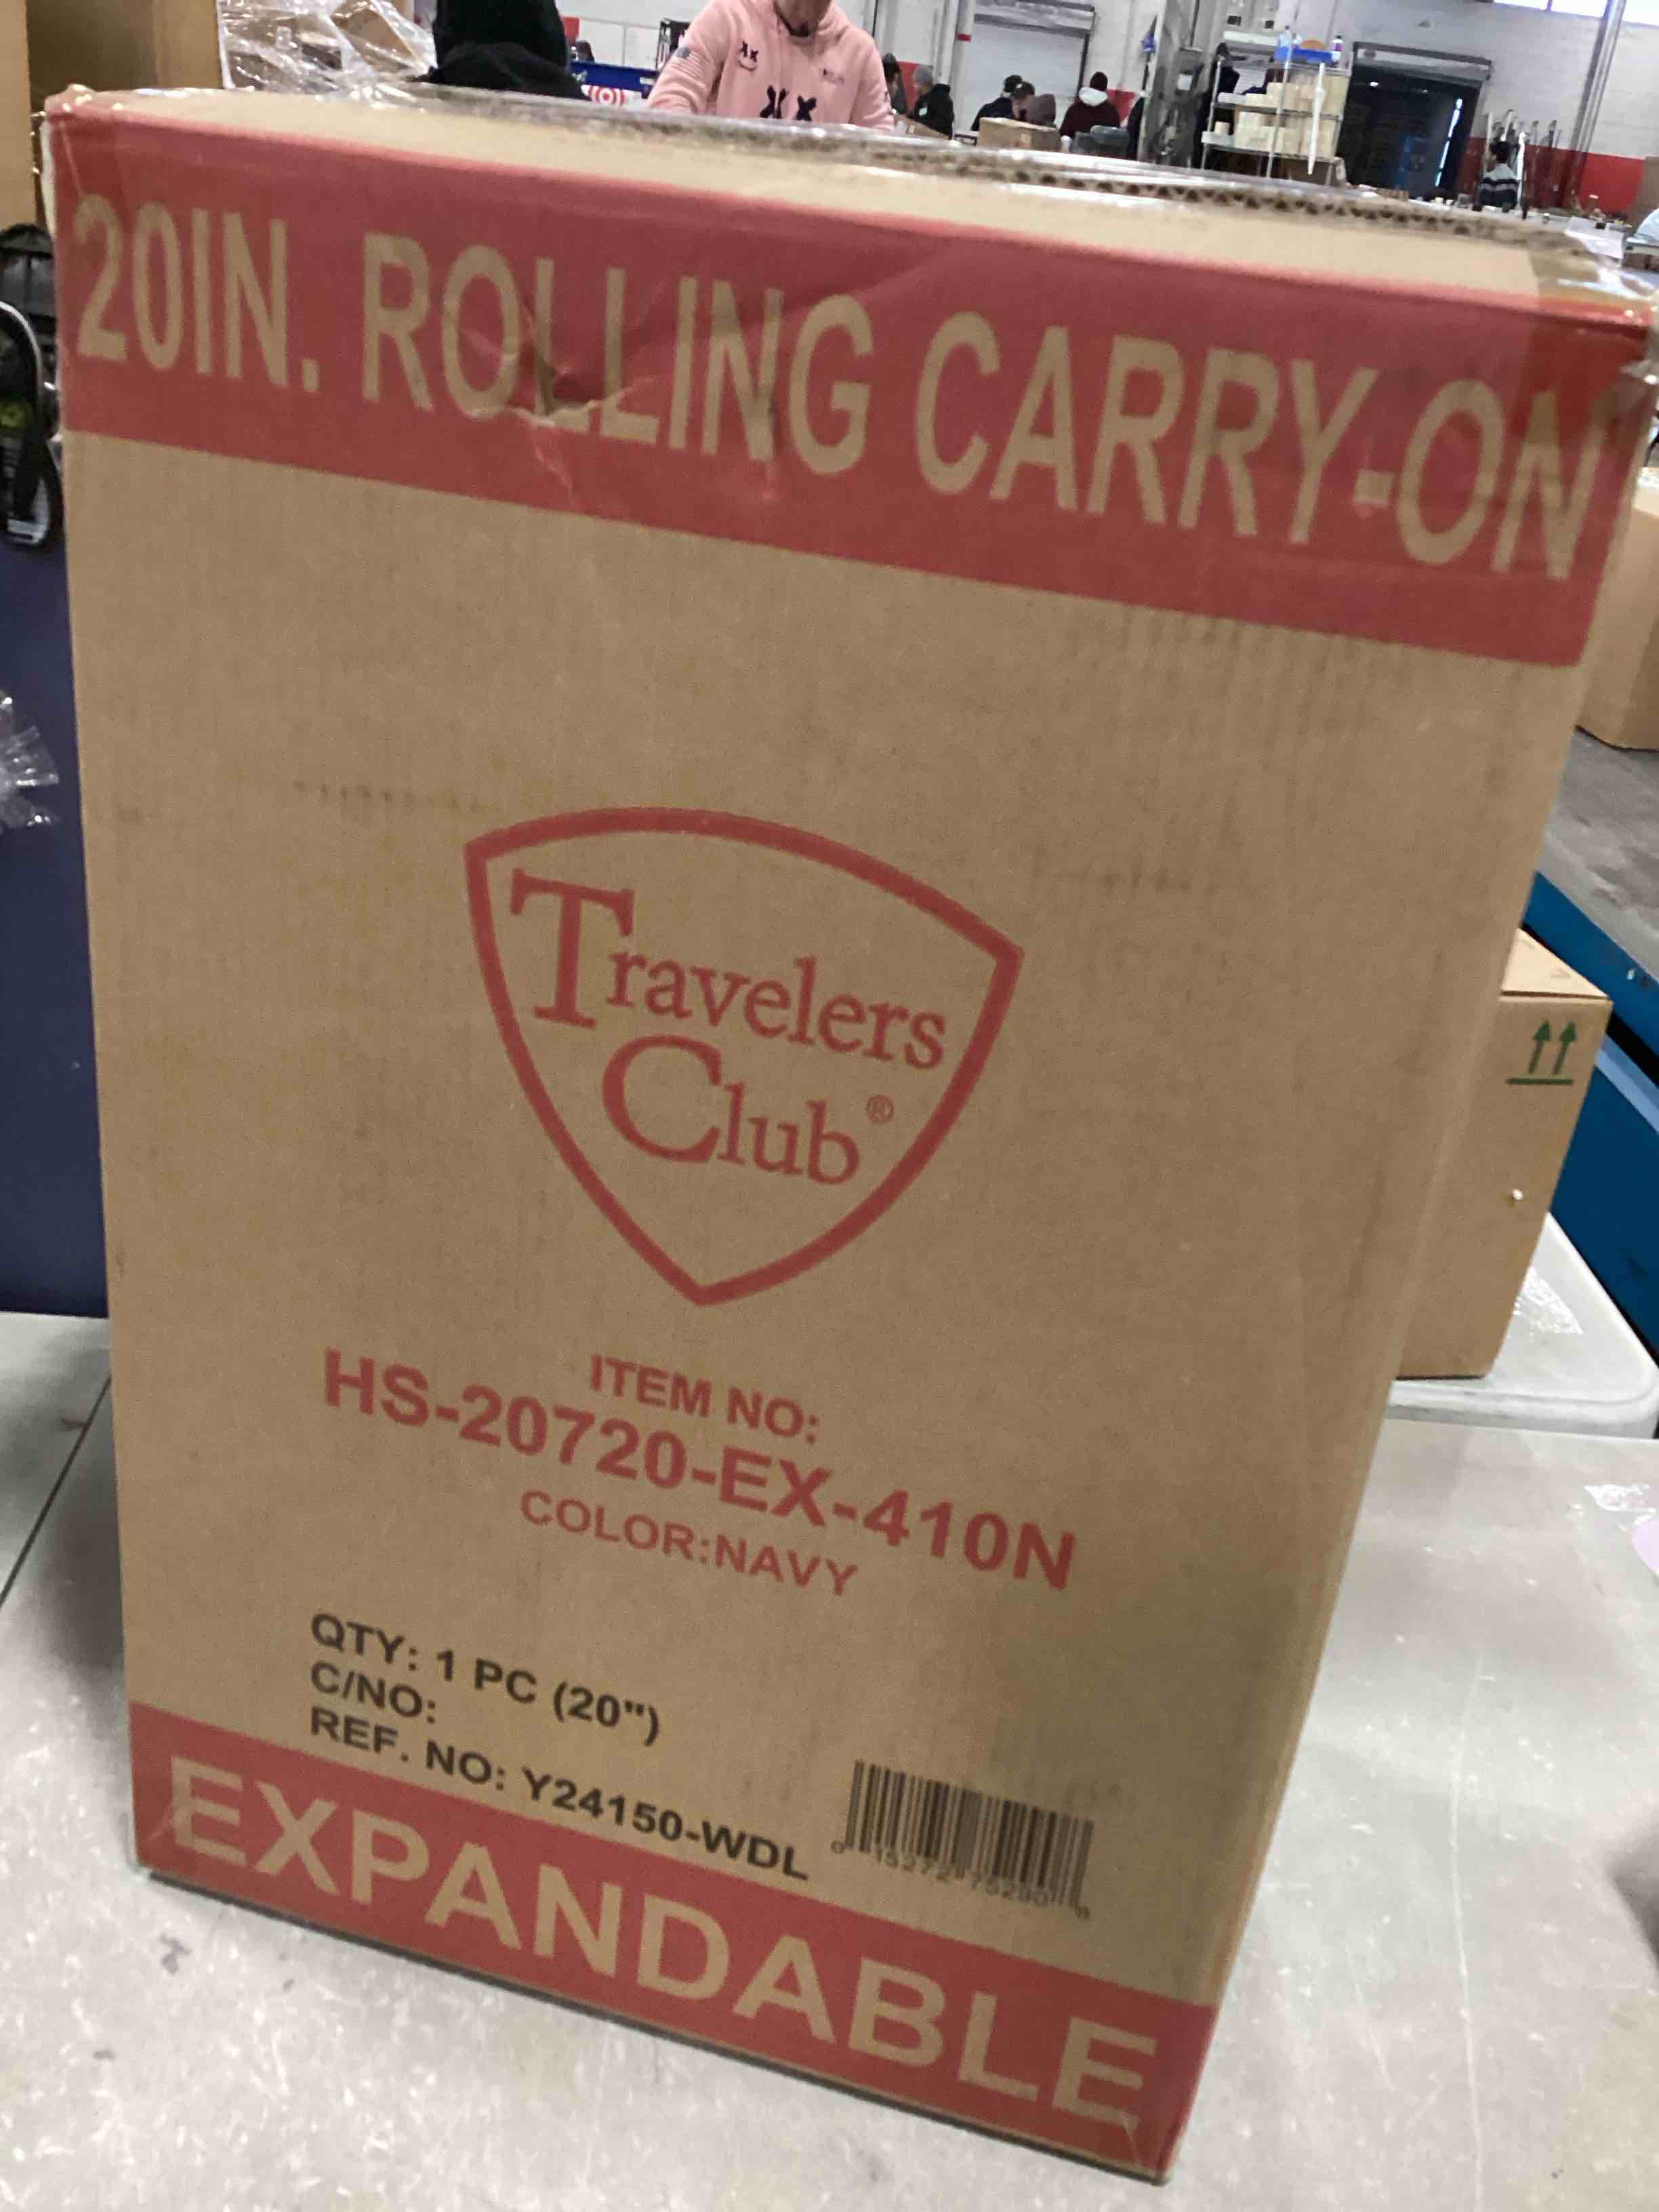 20IN. ROLLING CARRY-ON
Travelers
Club®
ITEM NO:
HS-20720-EX-410N
COLOR:NAVY
QTY: 1 PC (20")
C/NO:
REF. NO: Y24150-WDL
EXPANDABLE